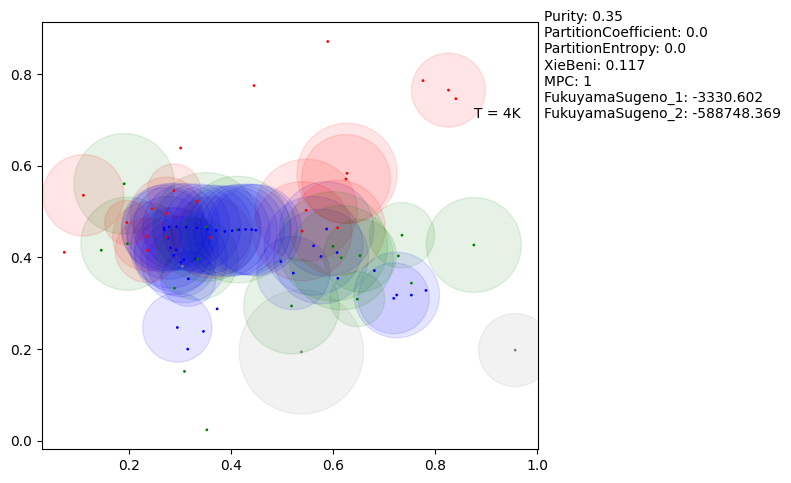 Purity: 0.35
PartitionCoefficient: 0.0
PartitionEntropy: 0.0
XieBeni: 0.117
MPC: 1
FukuyamaSugeno_1: -3330.602
FukuyamaSugeno_2: -588748.369
T = 4K
0.8
0.6
0.4
0.2
0.0
0.2 0.4 0.6 0.8 1.0